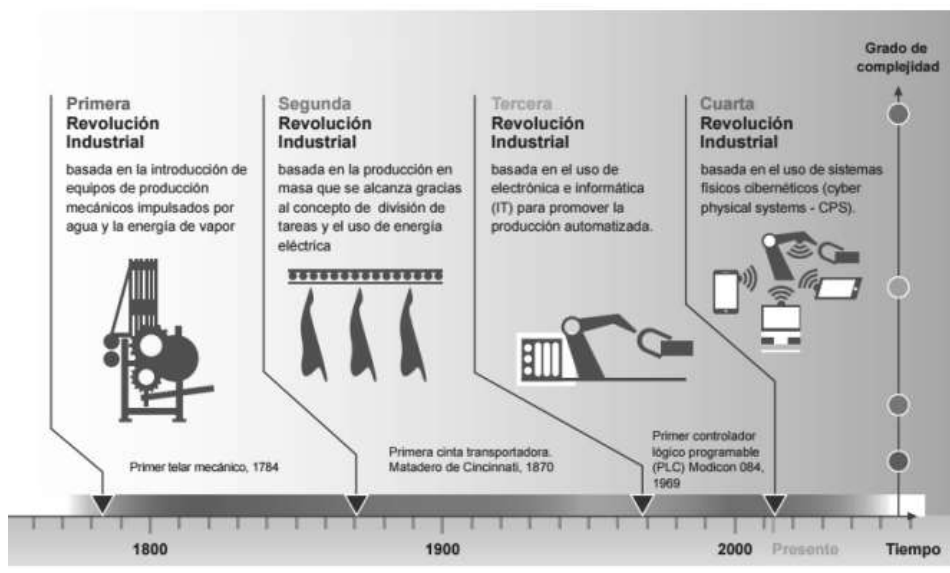 Grado de
complejidad
Primera
Revolución
Industrial
basada en la introducción de
equipos de producción
mecánicos impulsados por
agua y la energía de vapor
Segunda
Revolución
Industrial
basada en la producción en
masa que se alcanza gracias
al concepto de división de
tareas y el uso de energía
eléctrica
Tercera
Revolución
Industrial
basada en el uso de
electrónica e informática
(IT) para promover la
producción automatizada.
Cuarta
Revolución
Industrial
basada en el uso de sistemas
físicos cibernéticos (cyber
physical systems - CPS).
Primer telar mecánico, 1784
Primera cinta transportadora.
Matadero de Cincinnati, 1870
Primer controlador
lógico programable
(PLC) Modicon 084,
1969
1800
1900
2000
Presente
Tiempo